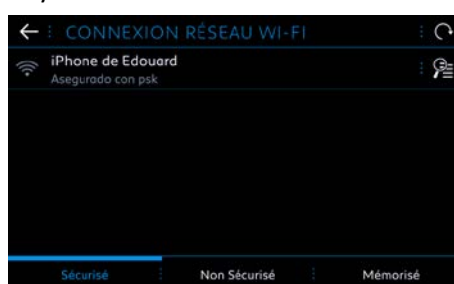 CONNEXION RÉSEAU WI-FI
iPhone de Edouard
Asegurado con psk
Sécurisé
Non Sécurisé
Mémorisé